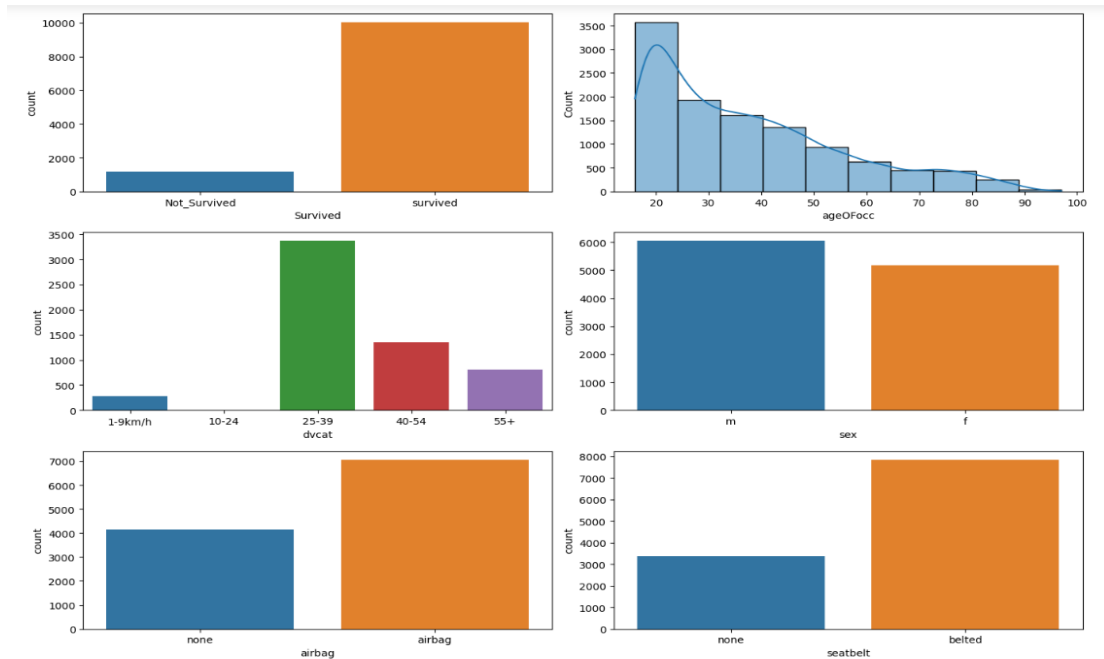 10000
8000
6000
4000
2000
0
count
Not_Survived survived
Survived
3500
3000
2500
2000
1500
1000
500
0
Count
20 30 40 50 60 70 80 90 100
ageOFocc
3500
3000
2500
2000
1500
1000
500
0
count
1-9km/h 10-24 25-39 40-54 55+
dvcat
6000
5000
4000
3000
2000
1000
0
count
m f
sex
7000
6000
5000
4000
3000
2000
1000
0
count
none airbag
airbag
8000
7000
6000
5000
4000
3000
2000
1000
0
count
none belted
seatbelt